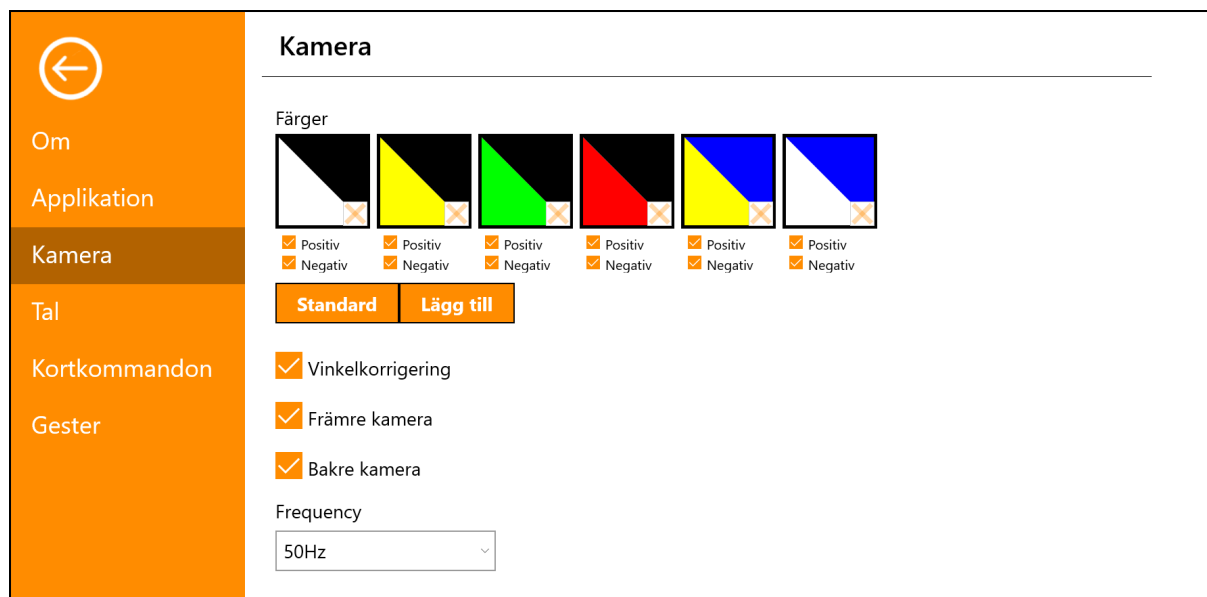 Kamera
Om
Applikation
Kamera
Tal
Kortkommandon
Gester
Färger
Positiv Positiv Positiv Positiv Positiv Positiv
Negativ Negativ Negativ Negativ Negativ Negativ
Standard Lägg till
Vinkelkorrigering
Främre kamera
Bakre kamera
Frequency
50Hz